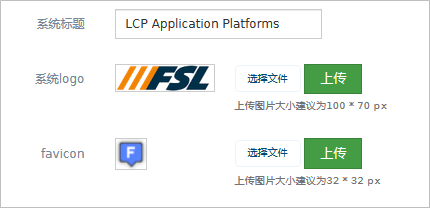 系统标题 LCP Application Platforms
系统logo FSL 选择文件 上传
上传图片大小建议为100 * 70 px
favicon F 选择文件 上传
上传图片大小建议为32 * 32 px